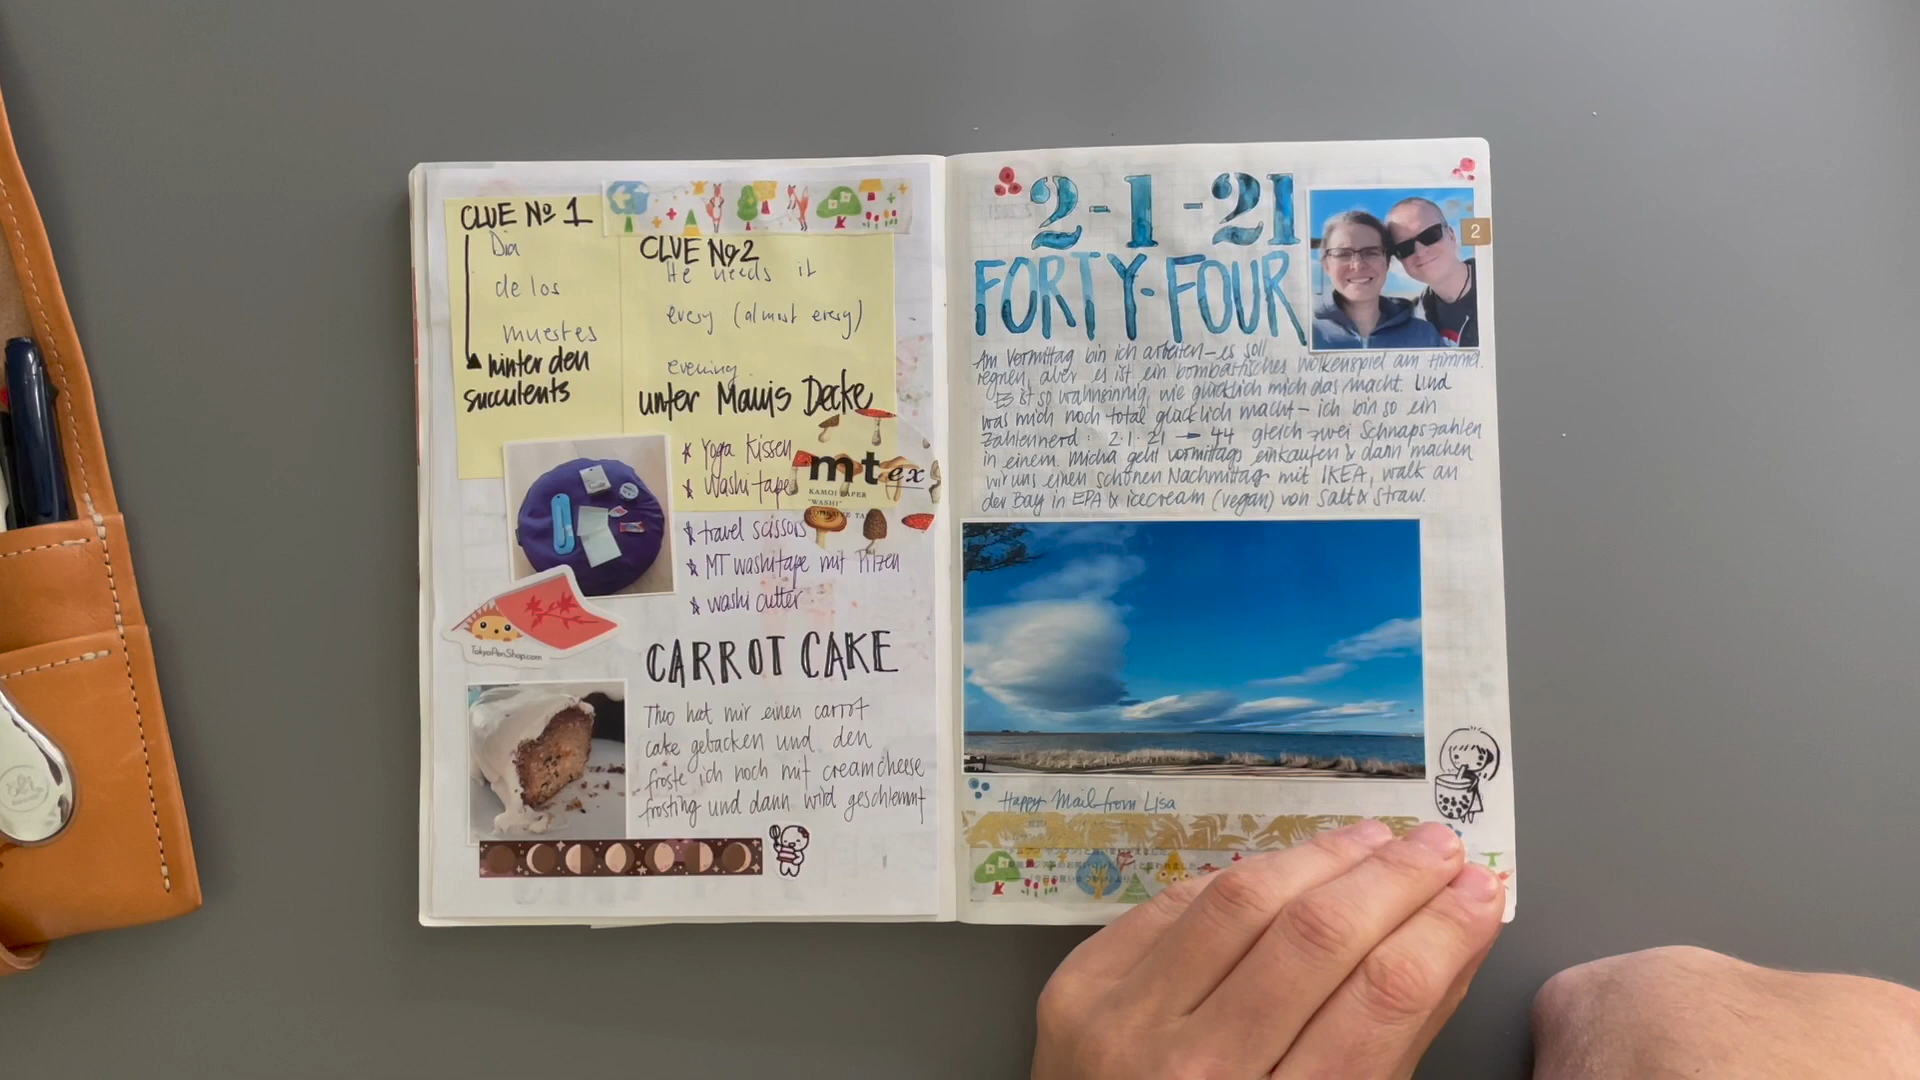 CLUE Nº 1
Dia
de los
muestes
hinter den
succulents
CLUE Nº 2
He needs it
every (almost every)
evening.
unter Mauis Decke
Yoga Kissen
Washi tape
mt ex
KAMOI PAPER
"WASHI"
travel scissors
MT washitape mit Pilzen
washi cutter
TokyoPenShop.com
CARROT CAKE
Theo hat mir einen carrot
cake gebacken und den
froste ich noch mit creamcheese
frosting und dann wird geschlemmt
2-1-21
2
FORTY-FOUR
Am Vormittag bin ich arbeiten - es soll
regnen, aber es ist ein bombastisches Wolkenspiel am Himmel.
Es ist so wahnsinnig, wie glücklich mich das macht. Und
was mich noch total glücklich macht - ich bin so ein
Zahlennerd: 2.1.21 → 44 gleich zwei Schnapszahlen
in einem. Micha geht vormittags einkaufen & dann machen
wir uns einen schönen Nachmittag mit IKEA, walk an
der Bay in EPA & icecream (vegan) von Salt & Straw.
Happy Mail from Lisa